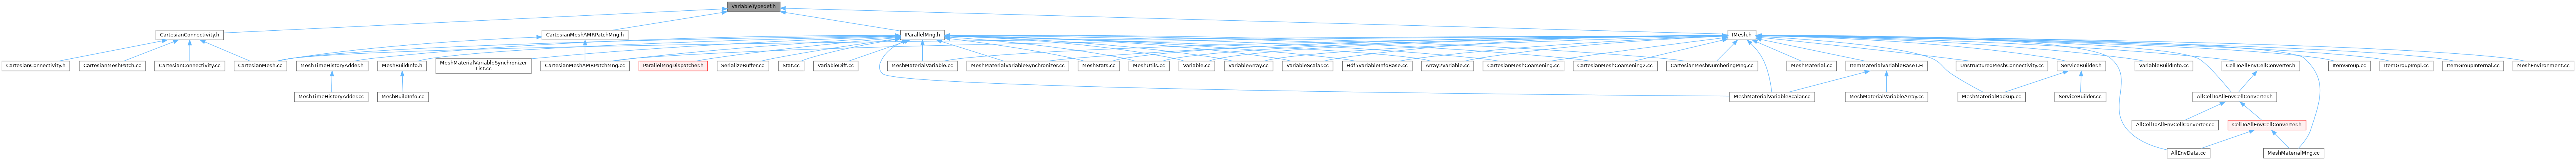 VariableTypedef.h
CartesianConnectivity.h
CartesianMeshAMRPatchMng.h
IParallelMng.h
IMesh.h
CartesianConnectivity.h
CartesianMeshPatch.cc
CartesianConnectivity.cc
CartesianMesh.cc
MeshTimeHistoryAdder.h
MeshBuildInfo.h
MeshMaterialVariableSynchronizer
List.cc
CartesianMeshAMRPatchMng.cc
ParallelMngDispatcher.h
SerializeBuffer.cc
Stat.cc
VariableDiff.cc
MeshMaterialVariable.cc
MeshMaterialVariableSynchronizer.cc
MeshStats.cc
MeshUtils.cc
Variable.cc
VariableArray.cc
VariableScalar.cc
Hdf5VariableInfoBase.cc
Array2Variable.cc
CartesianMeshCoarsening.cc
CartesianMeshCoarsening2.cc
CartesianMeshNumberingMng.cc
MeshMaterial.cc
ItemMaterialVariableBaseT.H
UnstructuredMeshConnectivity.cc
ServiceBuilder.h
VariableBuildInfo.cc
CellToAllEnvCellConverter.h
ItemGroup.cc
ItemGroupImpl.cc
ItemGroupInternal.cc
MeshEnvironment.cc
MeshTimeHistoryAdder.cc
MeshBuildInfo.cc
MeshMaterialVariableScalar.cc
MeshMaterialVariableArray.cc
MeshMaterialBackup.cc
ServiceBuilder.cc
AllCellToAllEnvCellConverter.h
AllCellToAllEnvCellConverter.cc
CellToAllEnvCellConverter.h
AllEnvData.cc
MeshMaterialMng.cc